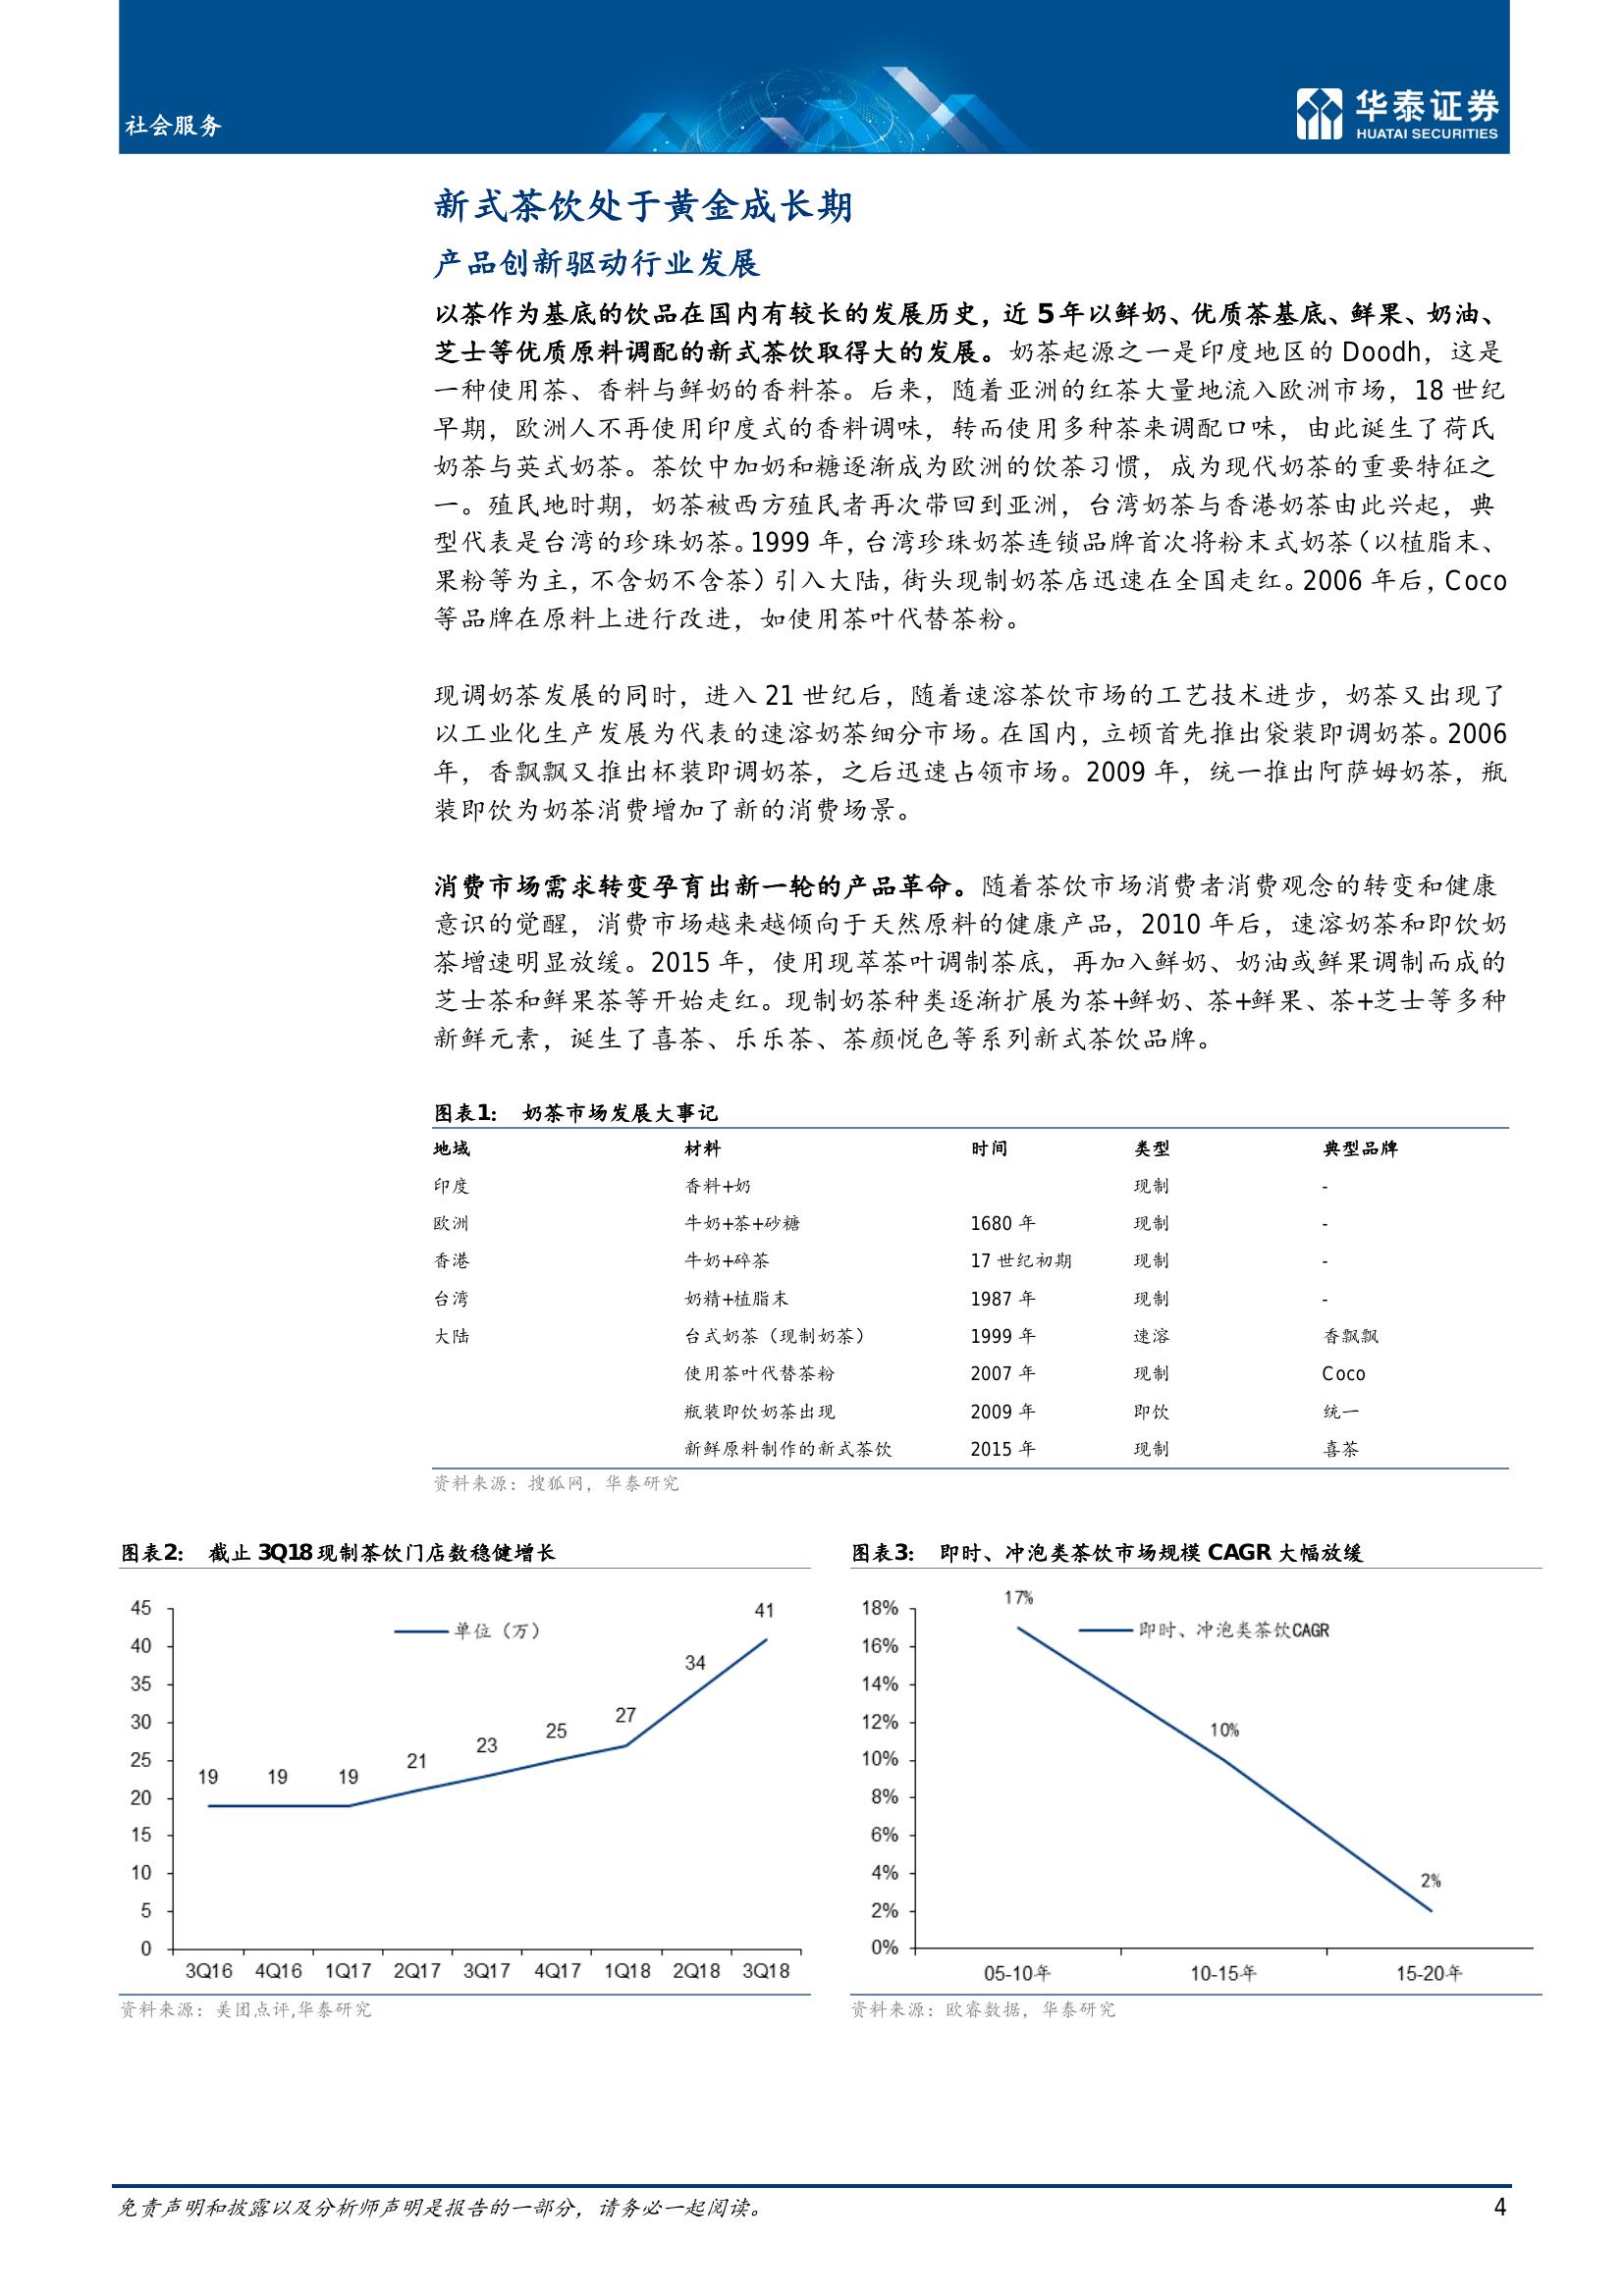 社会服务
华泰证券
HUATAI SECURITIES
新式茶饮处于黄金成长期
产品创新驱动行业发展
以茶作为基底的饮品在国内有较长的发展历史，近 5 年以鲜奶、优质茶基底、鲜果、奶油、
芝士等优质原料调配的新式茶饮取得大的发展。奶茶起源之一是印度地区的 Doodh，这是
一种使用茶、香料与鲜奶的香料茶。后来，随着亚洲的红茶大量地流入欧洲市场，18 世纪
早期，欧洲人不再使用印度式的香料调味，转而使用多种茶来调配口味，由此诞生了荷氏
奶茶与英式奶茶。茶饮中加奶和糖逐渐成为欧洲的饮茶习惯，成为现代奶茶的重要特征之
一。殖民地时期，奶茶被西方殖民者再次带回到亚洲，台湾奶茶与香港奶茶由此兴起，典
型代表是台湾的珍珠奶茶。1999 年，台湾珍珠奶茶连锁品牌首次将粉末式奶茶（以植脂末、
果粉等为主，不含奶不含茶）引入大陆，街头现制奶茶店迅速在全国走红。2006 年后，Coco
等品牌在原料上进行改进，如使用茶叶代替茶粉。
现调奶茶发展的同时，进入 21 世纪后，随着速溶茶饮市场的工艺技术进步，奶茶又出现了
以工业化生产发展为代表的速溶奶茶细分市场。在国内，立顿首先推出袋装即调奶茶。2006
年，香飘飘又推出杯装即调奶茶，之后迅速占领市场。2009 年，统一推出阿萨姆奶茶，瓶
装即饮为奶茶消费增加了新的消费场景。
消费市场需求转变孕育出新一轮的产品革命。随着茶饮市场消费者消费观念的转变和健康
意识的觉醒，消费市场越来越倾向于天然原料的健康产品，2010 年后，速溶奶茶和即饮奶
茶增速明显放缓。2015 年，使用现萃茶叶调制茶底，再加入鲜奶、奶油或鲜果调制而成的
芝士茶和鲜果茶等开始走红。现制奶茶种类逐渐扩展为茶+鲜奶、茶+鲜果、茶+芝士等多种
新鲜元素，诞生了喜茶、乐乐茶、茶颜悦色等系列新式茶饮品牌。
图表1： 奶茶市场发展大事记
地域 材料 时间 类型 典型品牌
印度 香料+奶 现制 -
欧洲 牛奶+茶+砂糖 1680 年 现制 -
香港 牛奶+碎茶 17 世纪初期 现制 -
台湾 奶精+植脂末 1987 年 现制 -
大陆 台式奶茶（现制奶茶） 1999 年 速溶 香飘飘
使用茶叶代替茶粉 2007 年 现制 Coco
瓶装即饮奶茶出现 2009 年 即饮 统一
新鲜原料制作的新式茶饮 2015 年 现制 喜茶
资料来源：搜狐网，华泰研究
图表2： 截止 3Q18 现制茶饮门店数稳健增长
单位（万）
45
40
35
30
25
20
15
10
5
0
19 19 19 21 23 25 27 34 41
3Q16 4Q16 1Q17 2Q17 3Q17 4Q17 1Q18 2Q18 3Q18
资料来源：美团点评,华泰研究
图表3： 即时、冲泡类茶饮市场规模 CAGR 大幅放缓
即时、冲泡类茶饮CAGR
18%
16%
14%
12%
10%
8%
6%
4%
2%
0%
17% 10% 2%
05-10年 10-15年 15-20年
资料来源：欧睿数据，华泰研究
免责声明和披露以及分析师声明是报告的一部分，请务必一起阅读。 4